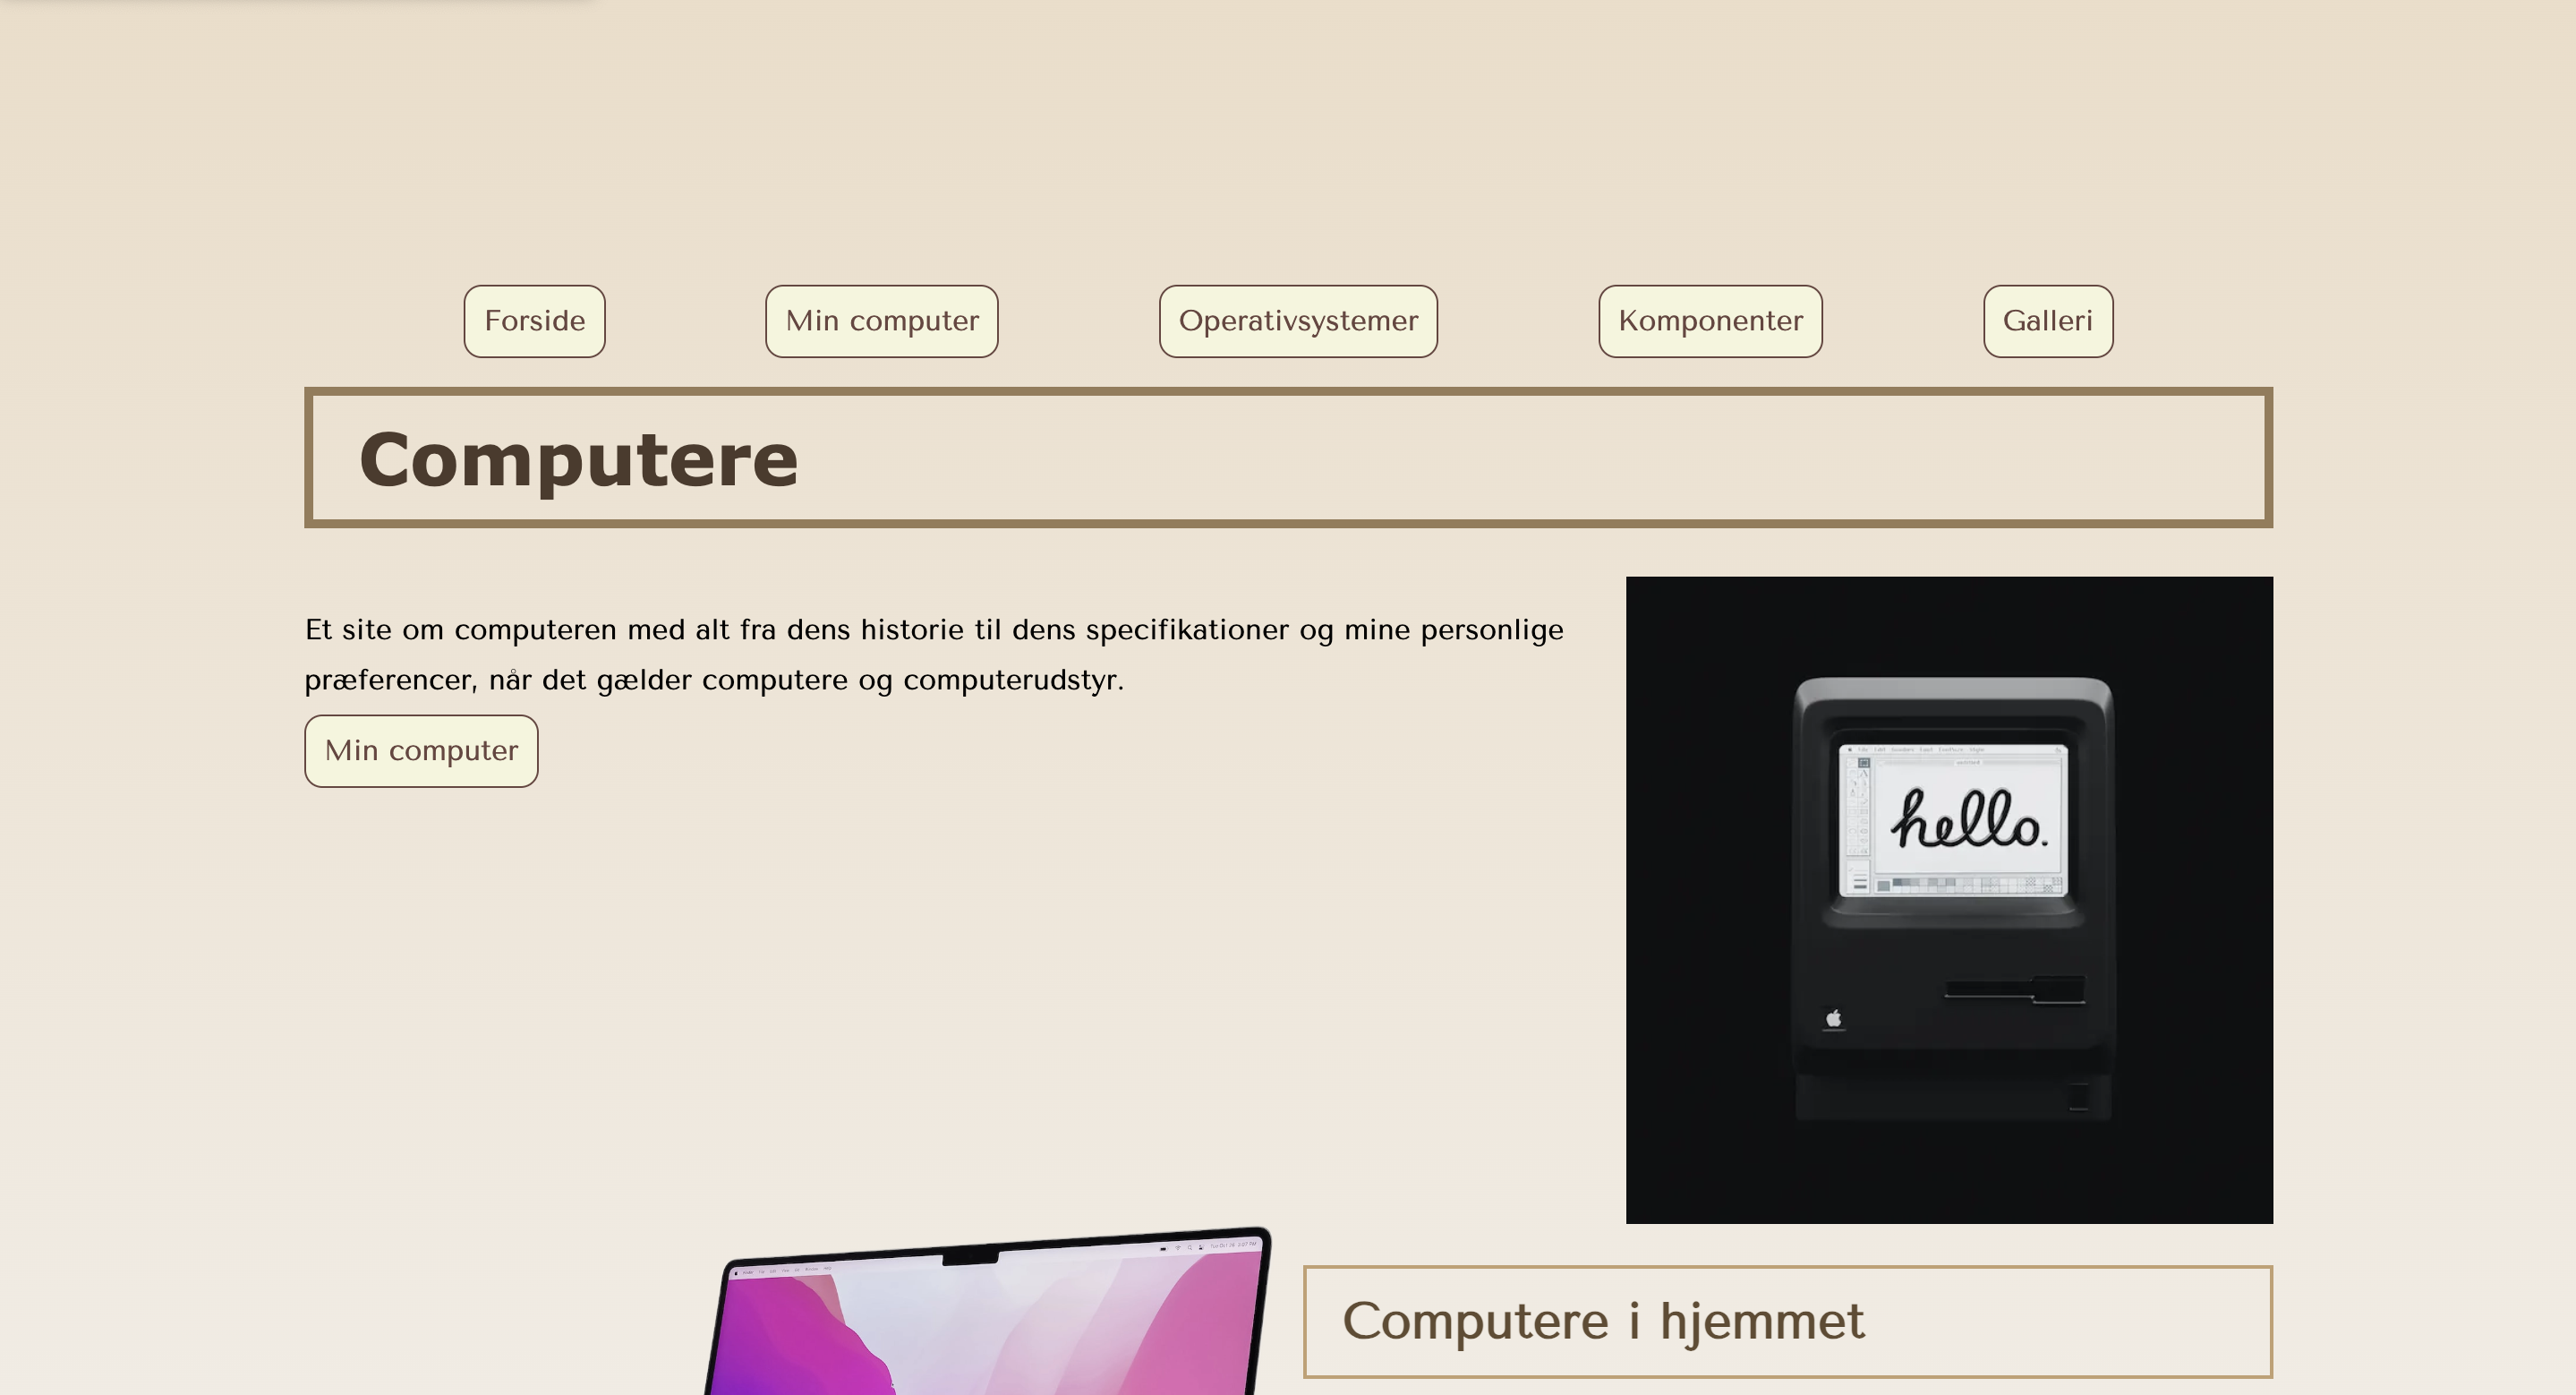 Forside
Min computer
Operativsystemer
Komponenter
Galleri
Computere
Et site om computeren med alt fra dens historie til dens specifikationer og mine personlige
præferencer, når det gælder computere og computerudstyr.
Min computer
hello.
Computere i hjemmet